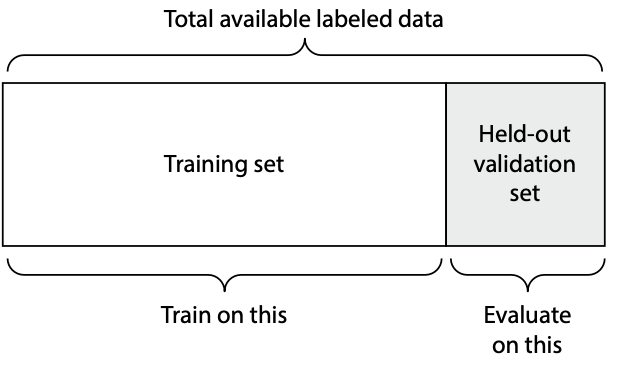 Total available labeled data
Training set
Held-out
validation
set
Train on this
Evaluate
on this